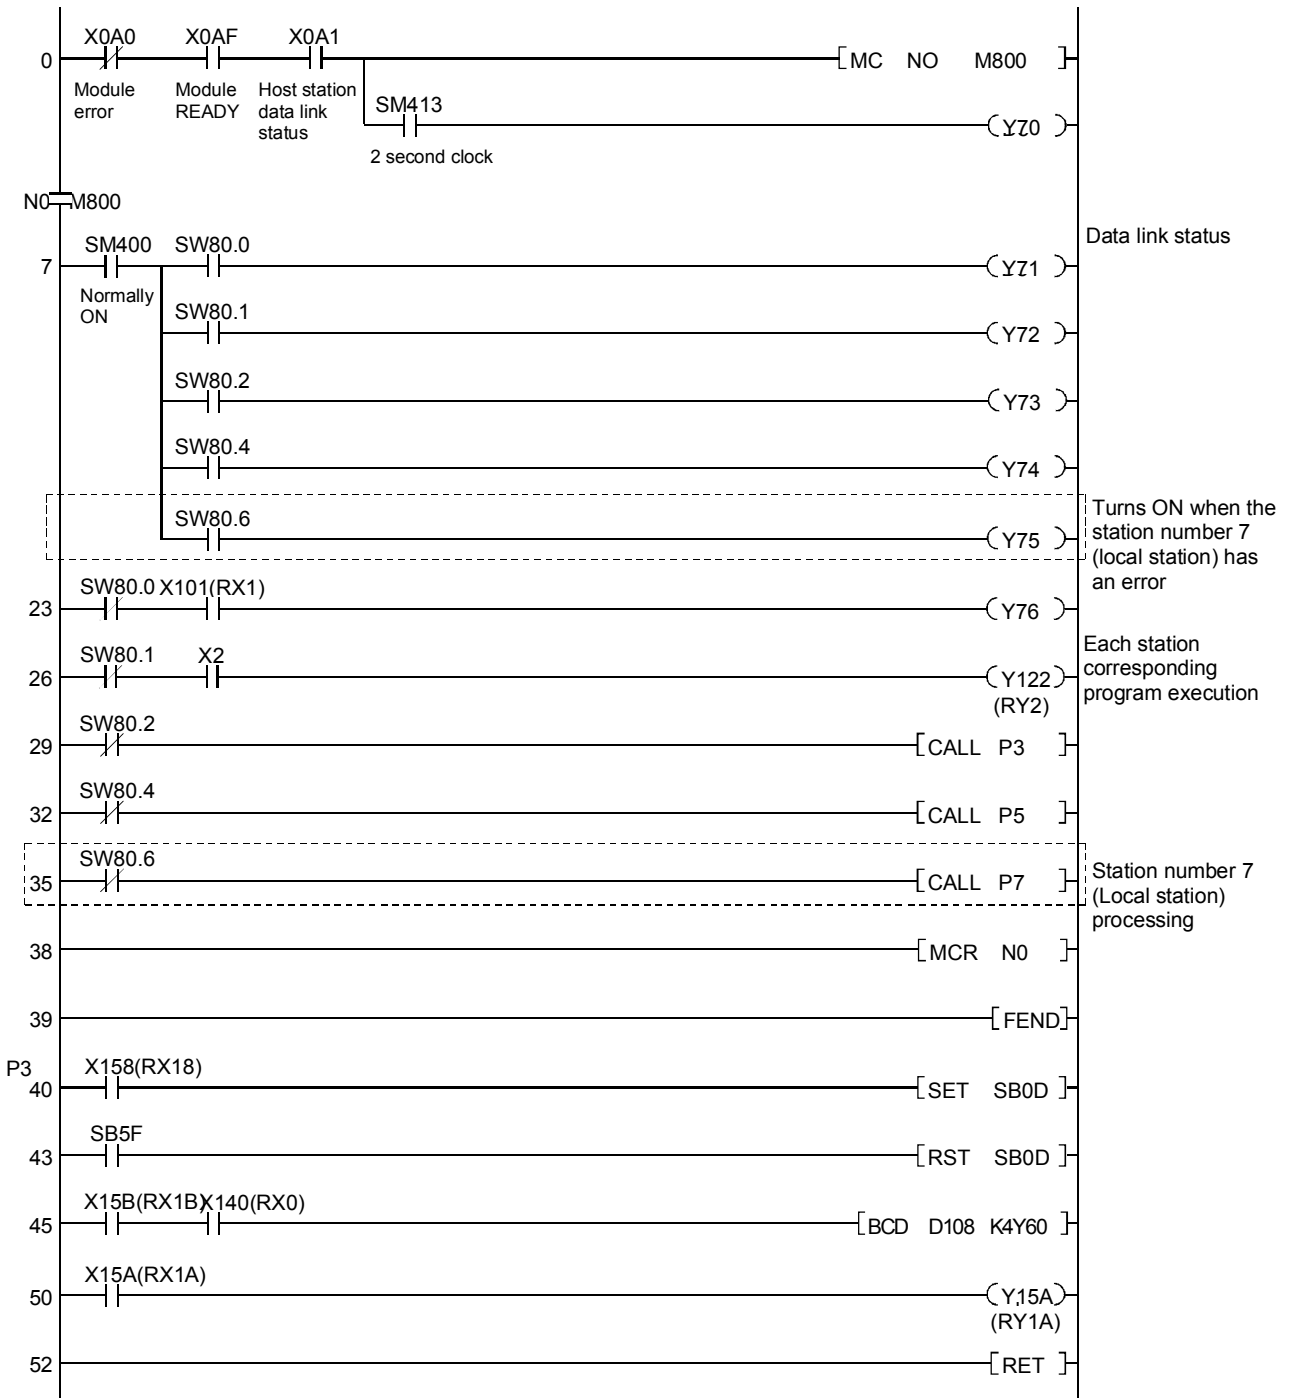 X0A0 X0AF X0A1
0 MC NO M800
Module error
Module READY
Host station data link status
SM413
Y70
2 second clock
N0 M800
Data link status
SM400 SW80.0
7 Y71
Normally ON
SW80.1
Y72
SW80.2
Y73
SW80.4
Y74
SW80.6
Y75
Turns ON when the
station number 7
(local station) has
an error
SW80.0 X101(RX1)
23 Y76
SW80.1 X2
26 Y122
(RY2)
Each station
corresponding
program execution
SW80.2
29 CALL P3
SW80.4
32 CALL P5
SW80.6
35 CALL P7
Station number 7
(Local station)
processing
38 MCR N0
39 FEND
P3
X158(RX18)
40 SET SB0D
SB5F
43 RST SB0D
X15B(RX1B) X140(RX0)
45 BCD D108 K4Y60
X15A(RX1A)
50 Y,15A
(RY1A)
52 RET